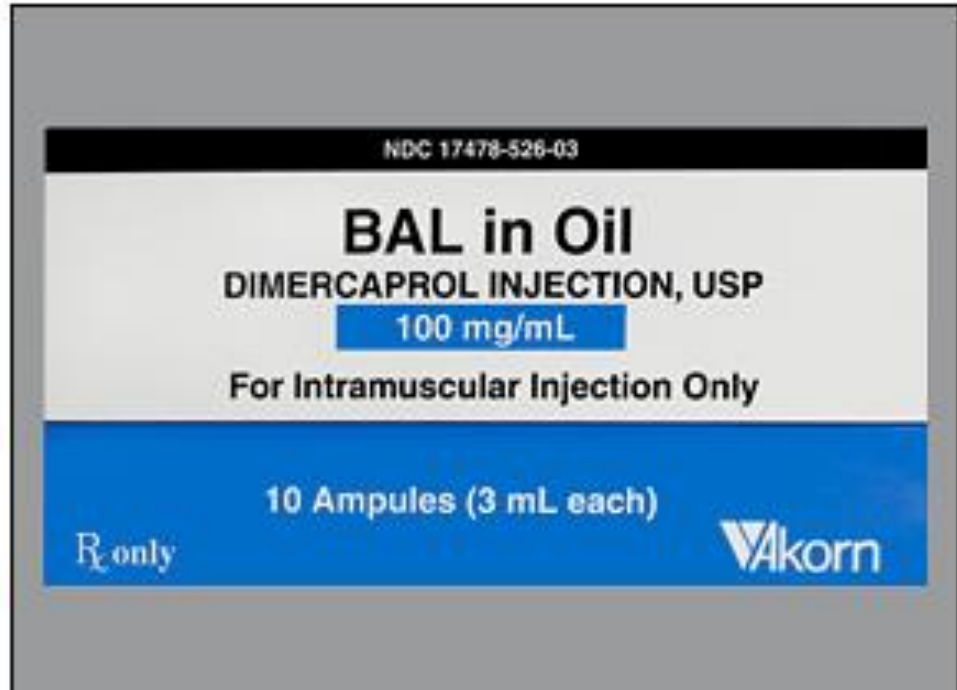 NDC 17478-526-03
BAL in Oil
DIMERCAPROL INJECTION, USP
100 mg/mL
For Intramuscular Injection Only
10 Ampules (3 mL each)
Rx only
Akorn